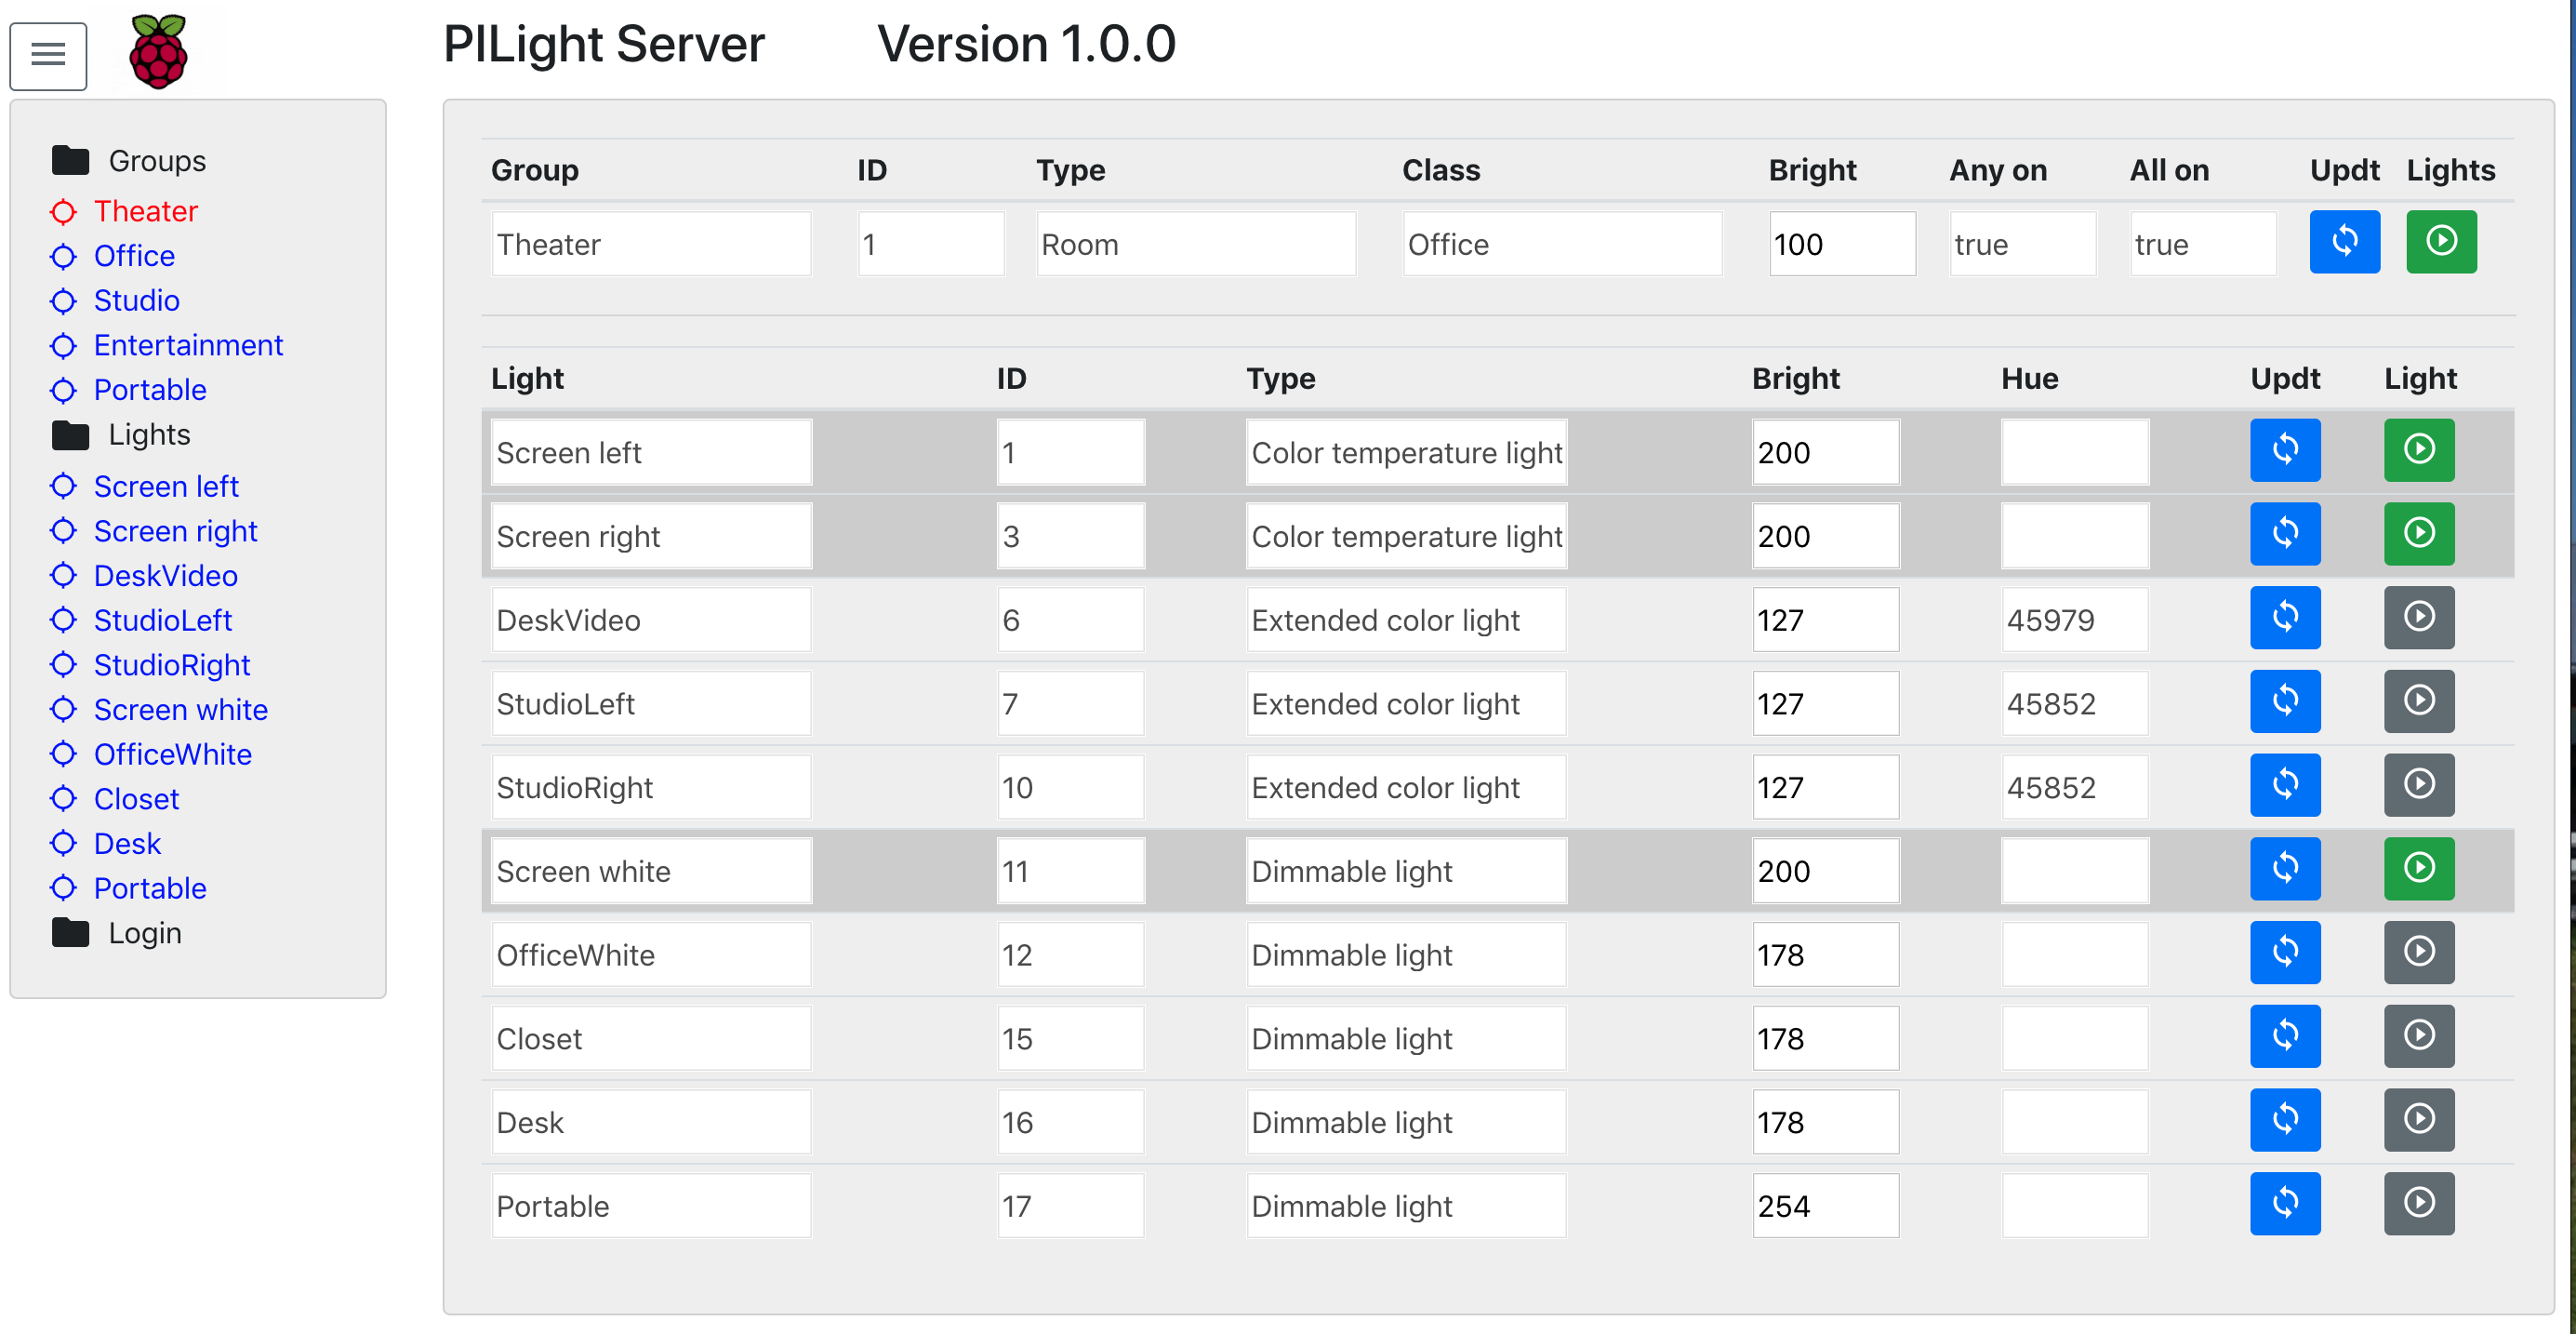 PILight Server Version 1.0.0
Groups
Theater
Office
Studio
Entertainment
Portable
Lights
Screen left
Screen right
DeskVideo
StudioLeft
StudioRight
Screen white
OfficeWhite
Closet
Desk
Portable
Login
Group ID Type Class Bright Any on All on Updt Lights
Theater 1 Room Office 100 true true
Light ID Type Bright Hue Updt Light
Screen left 1 Color temperature light 200
Screen right 3 Color temperature light 200
DeskVideo 6 Extended color light 127 45979
StudioLeft 7 Extended color light 127 45852
StudioRight 10 Extended color light 127 45852
Screen white 11 Dimmable light 200
OfficeWhite 12 Dimmable light 178
Closet 15 Dimmable light 178
Desk 16 Dimmable light 178
Portable 17 Dimmable light 254